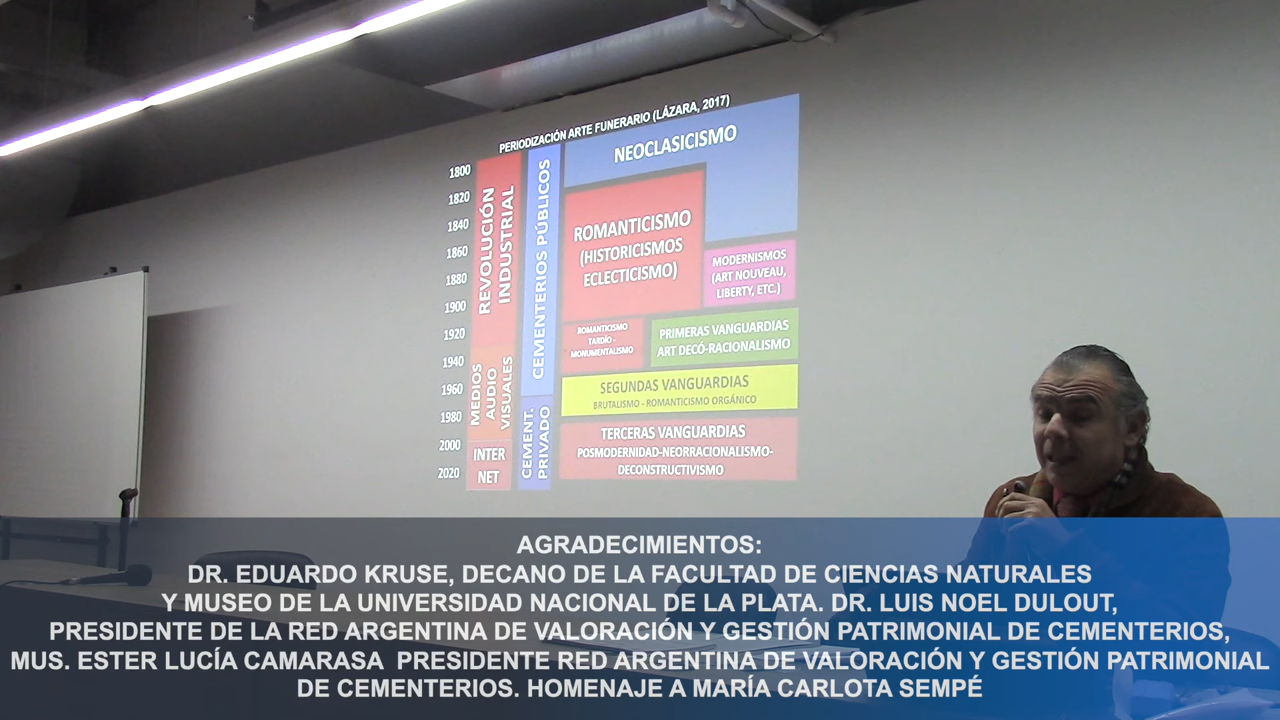 PERIODIZACIÓN ARTE FUNERARIO (LÁZARA, 2017)
1800
1820
1840
1860
1880
1900
1920
1940
1960
1980
2000
2020
REVOLUCIÓN
INDUSTRIAL
MEDIOS
AUDIO
VISUALES
INTER
NET
CEMENTERIOS PÚBLICOS
CEMENT.
PRIVADO
NEOCLASICISMO
ROMANTICISMO
(HISTORICISMOS
ECLECTICISMO)
MODERNISMOS
(ART NOUVEAU,
LIBERTY, ETC.)
ROMANTICISMO
TARDÍO -
MONUMENTALISMO
PRIMERAS VANGUARDIAS
ART DECÓ-RACIONALISMO
SEGUNDAS VANGUARDIAS
BRUTALISMO - ROMANTICISMO ORGÁNICO
TERCERAS VANGUARDIAS
POSMODERNIDAD-NEORRACIONALISMO-
DECONSTRUCTIVISMO
AGRADECIMIENTOS:
DR. EDUARDO KRUSE, DECANO DE LA FACULTAD DE CIENCIAS NATURALES
Y MUSEO DE LA UNIVERSIDAD NACIONAL DE LA PLATA. DR. LUIS NOEL DULOUT,
PRESIDENTE DE LA RED ARGENTINA DE VALORACIÓN Y GESTIÓN PATRIMONIAL DE CEMENTERIOS,
MUS. ESTER LUCÍA CAMARASA PRESIDENTE RED ARGENTINA DE VALORACIÓN Y GESTIÓN PATRIMONIAL
DE CEMENTERIOS. HOMENAJE A MARÍA CARLOTA SEMPÉ